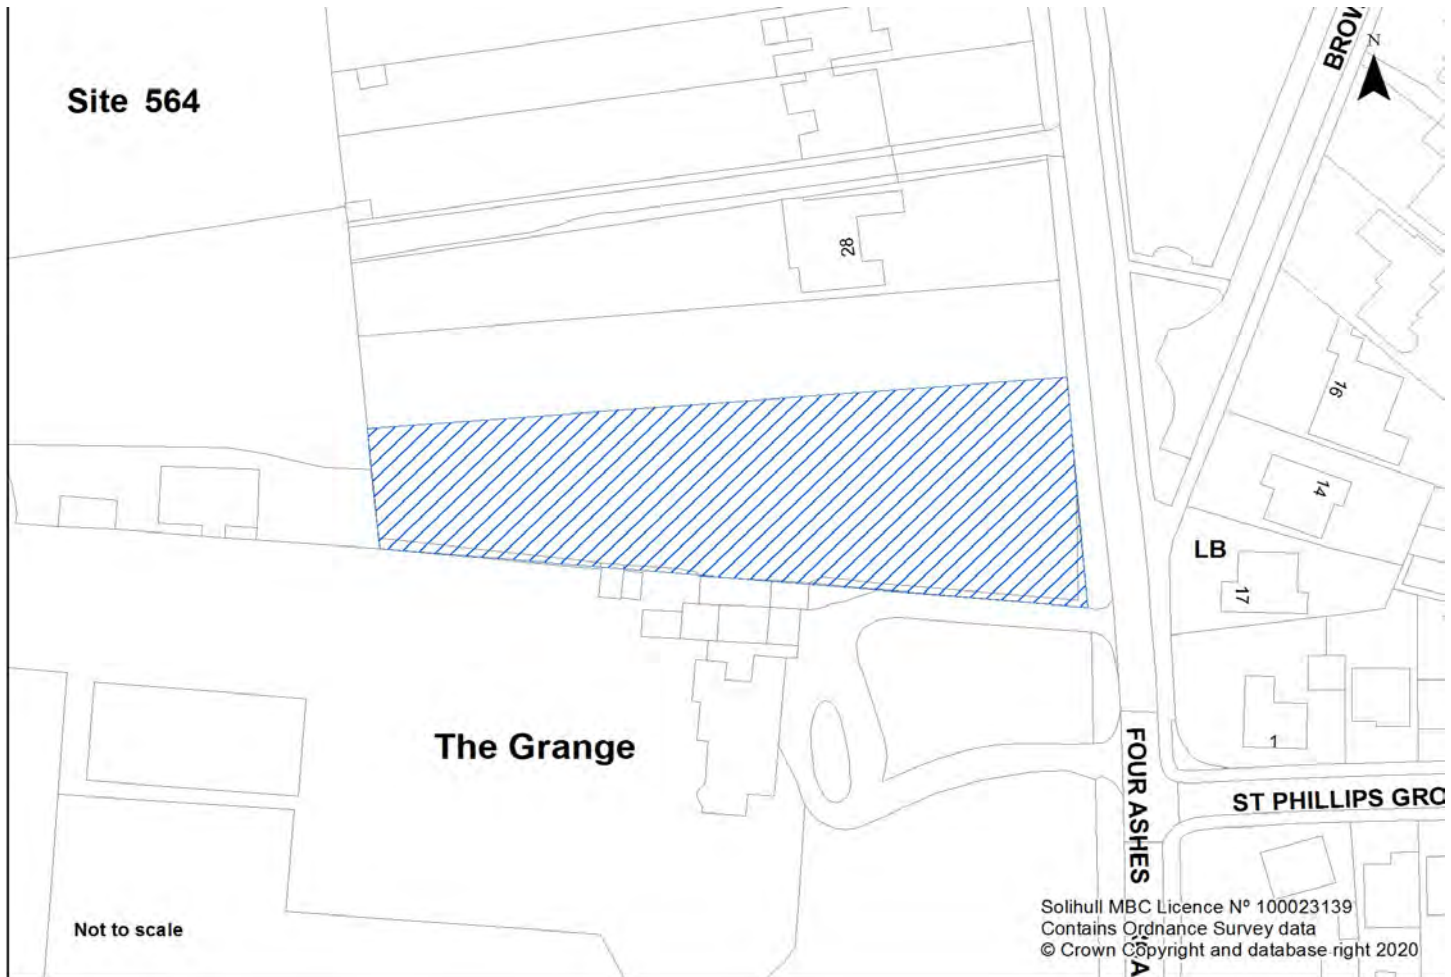 Site 564
BROW
N
28
16
14
LB
17
The Grange
1
FOUR ASHES
ST PHILLIPS GRO
Not to scale
Solihull MBC Licence Nº 100023139
Contains Ordnance Survey data
© Crown Copyright and database right 2020